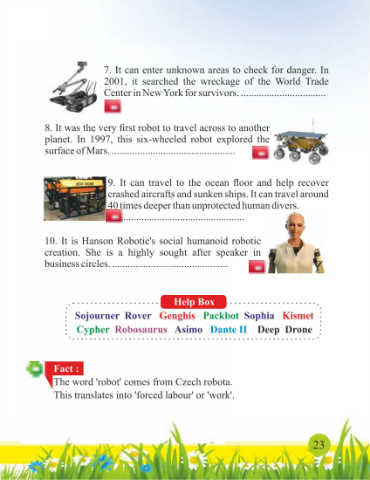 7. It can enter unknown areas to check for danger. In
2001, it searched the wreckage of the World Trade
Center in New York for survivors. .................................
8. It was the very first robot to travel across to another
planet. In 1997, this six-wheeled robot explored the
surface of Mars. ................................................
9. It can travel to the ocean floor and help recover
crashed aircrafts and sunken ships. It can travel around
40 times deeper than unprotected human divers.
................................................
10. It is Hanson Robotic's social humanoid robotic
creation. She is a highly sought after speaker in
business circles. .............................................
Help Box
Sojourner Rover Genghis Packbot Sophia Kismet
Cypher Robosaurus Asimo Dante II Deep Drone
Fact :
The word 'robot' comes from Czech robota.
This translates into 'forced labour' or 'work'.
23